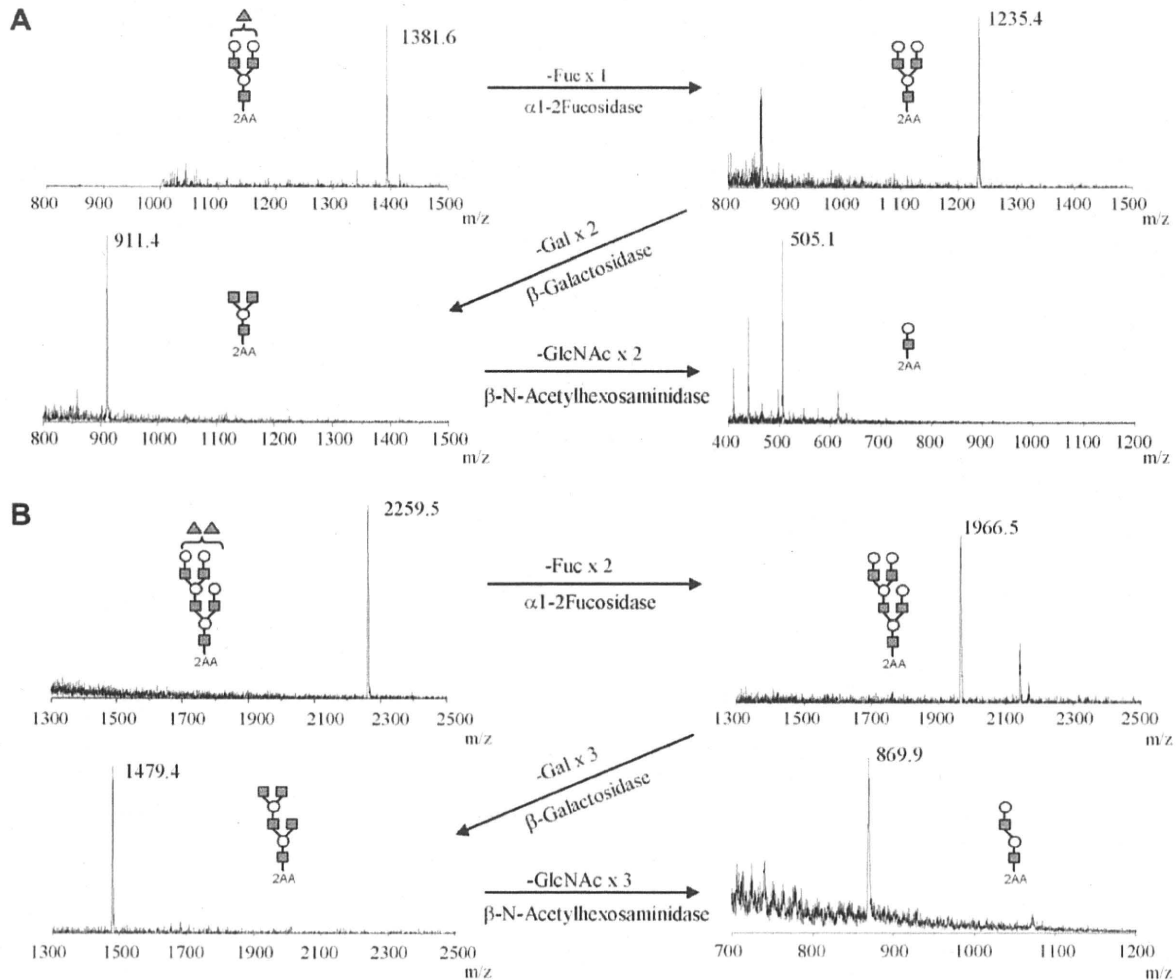 A
1381.6
2AA
800 900 1000 1100 1200 1300 1400 1500
m/z
-Fuc x 1
α1-2Fucosidase
1235.4
2AA
800 900 1000 1100 1200 1300 1400 1500
m/z
-Gal x 2
β-Galactosidase
911.4
2AA
800 900 1000 1100 1200 1300 1400 1500
m/z
-GlcNAc x 2
β-N-Acetylhexosaminidase
505.1
2AA
400 500 600 700 800 900 1000 1100 1200
m/z
B
2259.5
2AA
1300 1500 1700 1900 2100 2300 2500
m/z
-Fuc x 2
α1-2Fucosidase
1966.5
2AA
1300 1500 1700 1900 2100 2300 2500
m/z
-Gal x 3
β-Galactosidase
1479.4
2AA
1300 1500 1700 1900 2100 2300 2500
m/z
-GlcNAc x 3
β-N-Acetylhexosaminidase
869.9
2AA
700 800 900 1000 1100 1200
m/z